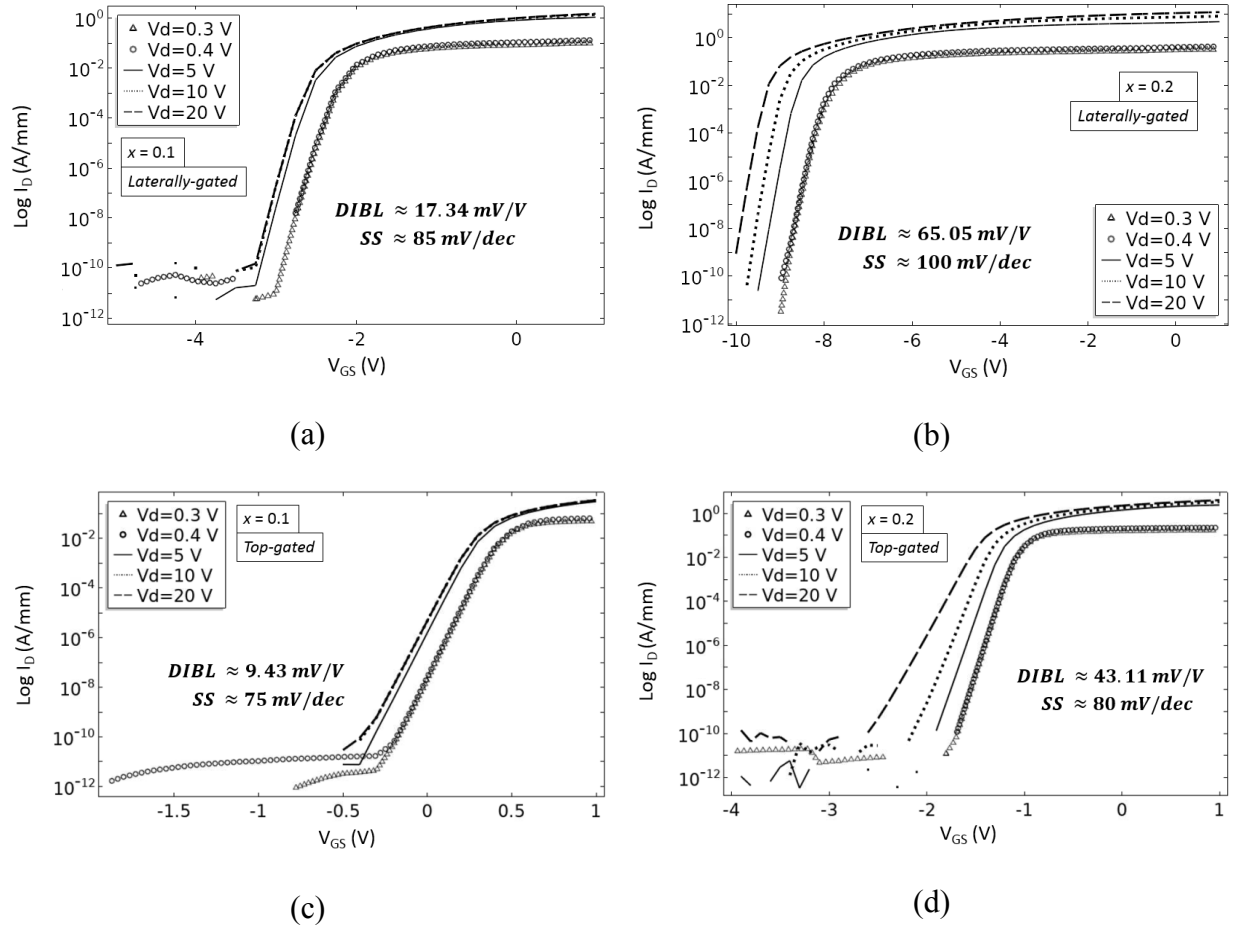 Log I_D (A/mm)
10^0
10^-2
10^-4
10^-6
10^-8
10^-10
10^-12
Vd=0.3 V
Vd=0.4 V
Vd=5 V
Vd=10 V
Vd=20 V
x = 0.1
Laterally-gated
DIBL ≈ 17.34 mV/V
SS ≈ 85 mV/dec
-4 -2 0
V_GS (V)
(a)
Log I_D (A/mm)
10^0
10^-2
10^-4
10^-6
10^-8
10^-10
10^-12
x = 0.2
Laterally-gated
DIBL ≈ 65.05 mV/V
SS ≈ 100 mV/dec
Vd=0.3 V
Vd=0.4 V
Vd=5 V
Vd=10 V
Vd=20 V
-10 -8 -6 -4 -2 0
V_GS (V)
(b)
Log I_D (A/mm)
10^-2
10^-4
10^-6
10^-8
10^-10
10^-12
Vd=0.3 V
Vd=0.4 V
Vd=5 V
Vd=10 V
Vd=20 V
x = 0.1
Top-gated
DIBL ≈ 9.43 mV/V
SS ≈ 75 mV/dec
-1.5 -1 -0.5 0 0.5 1
V_GS (V)
(c)
Log I_D (A/mm)
10^0
10^-2
10^-4
10^-6
10^-8
10^-10
10^-12
Vd=0.3 V
Vd=0.4 V
Vd=5 V
Vd=10 V
Vd=20 V
x = 0.2
Top-gated
DIBL ≈ 43.11 mV/V
SS ≈ 80 mV/dec
-4 -3 -2 -1 0 1
V_GS (V)
(d)